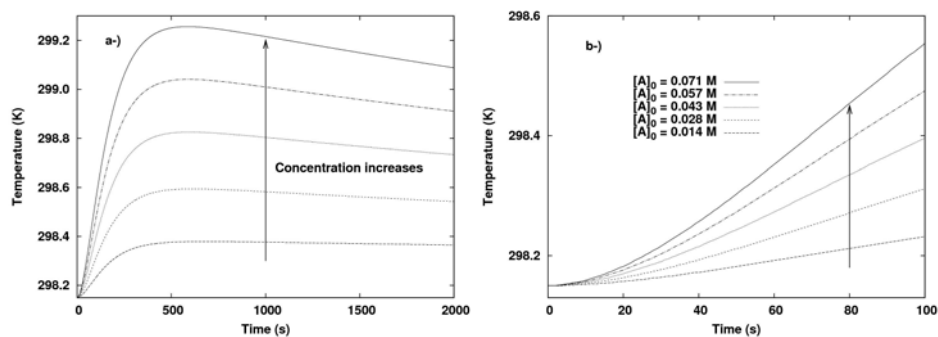 a-)
299.2
299.0
298.8
298.6
298.4
298.2
Temperature (K)
Concentration increases
0
500
1000
1500
2000
Time (s)
b-)
298.6
298.4
298.2
Temperature (K)
[A]0 = 0.071 M
[A]0 = 0.057 M
[A]0 = 0.043 M
[A]0 = 0.028 M
[A]0 = 0.014 M
0
20
40
60
80
100
Time (s)